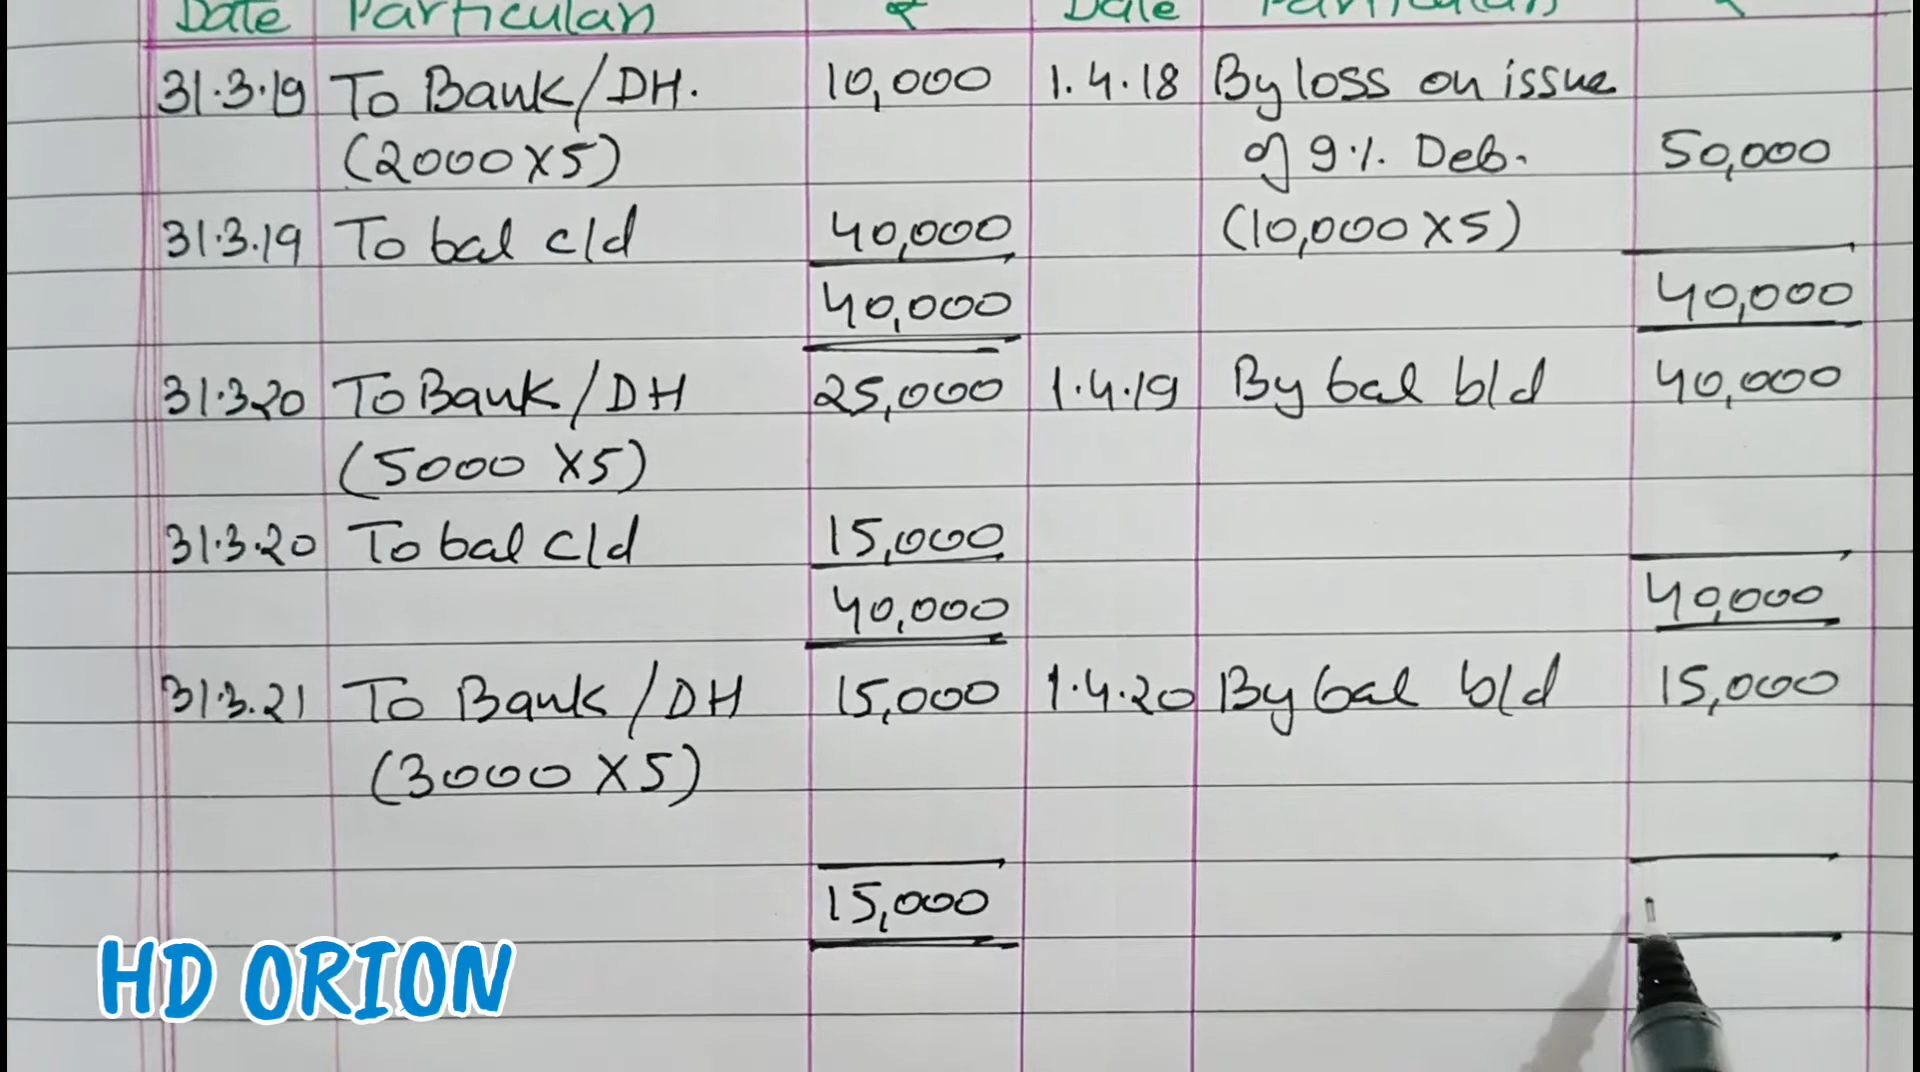 Date Particulars ₹ Date Particulars ₹
31.3.19 To Bank/DH. 10,000 1.4.18 By loss on issue
(2000X5) of 9% Deb. 50,000
31.3.19 To bal c/d 40,000 (10,000X5)
40,000 40,000
31.3.20 To Bank/DH 25,000 1.4.19 By bal b/d 40,000
(5000 X5)
31.3.20 To bal c/d 15,000
40,000 40,000
31.3.21 To Bank/DH 15,000 1.4.20 By bal b/d 15,000
(3000 X5)
15,000
HD ORION